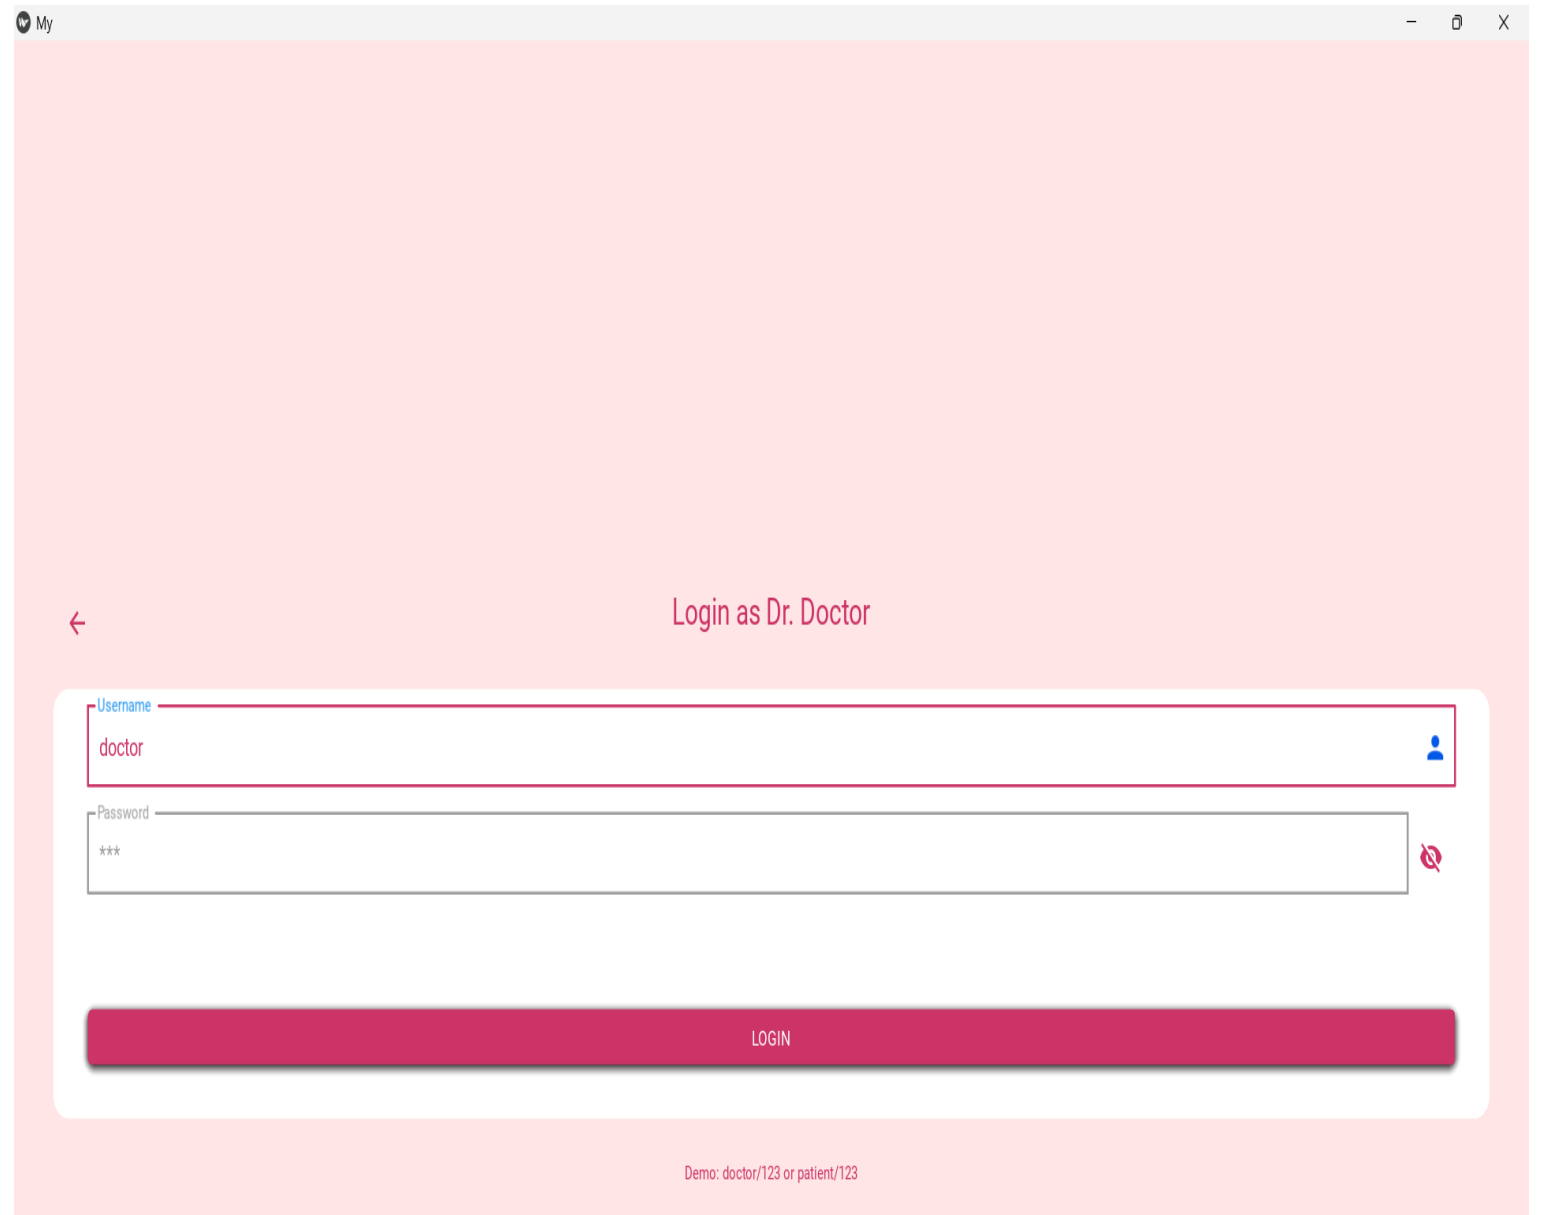 My
Login as Dr. Doctor
Username
doctor
Password
***
LOGIN
Demo: doctor/123 or patient/123